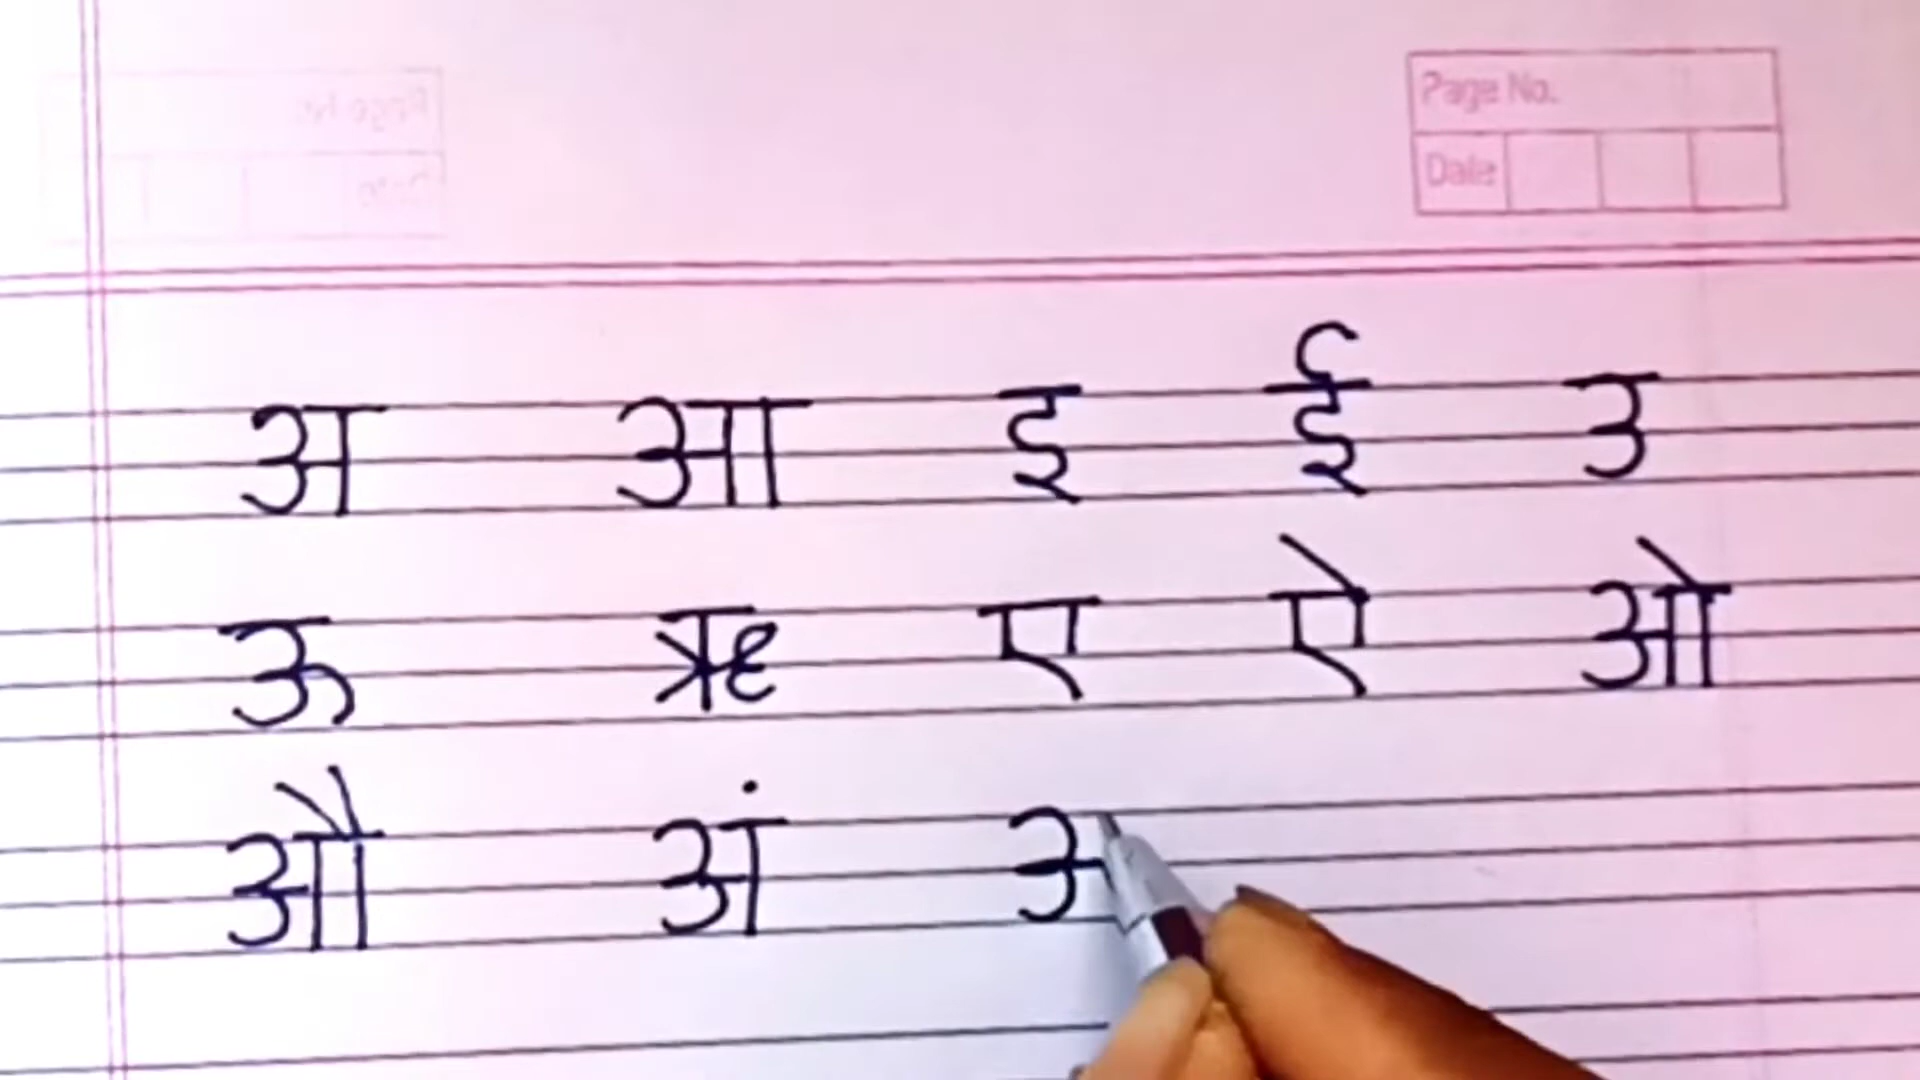 Page No.
Date
अ आ इ ई उ
ऊ ऋ ए ऐ ओ
औ अं